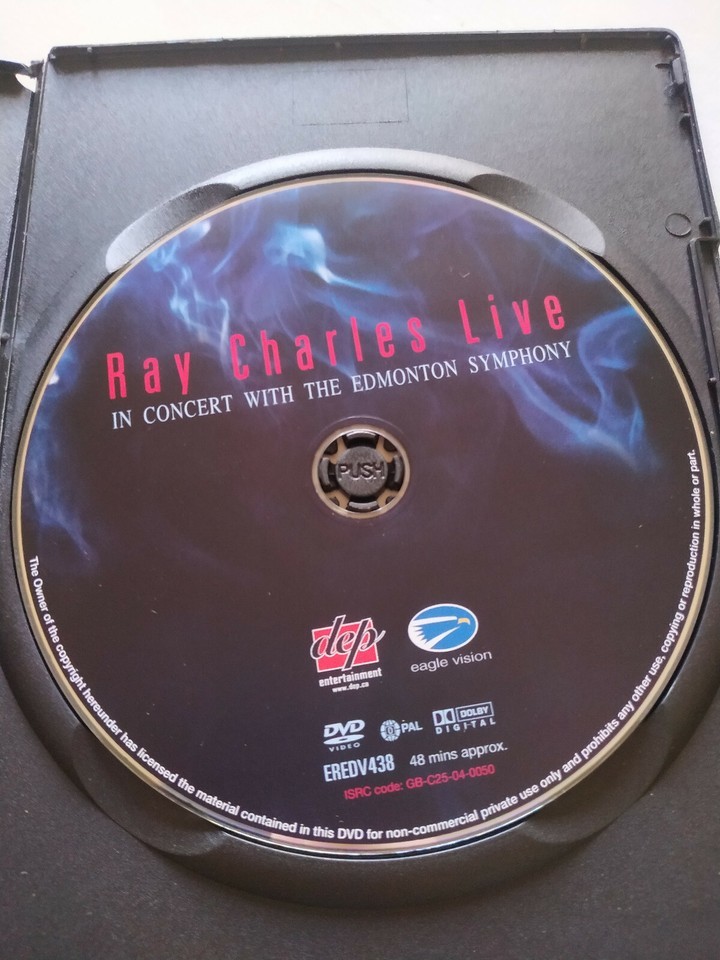 Ray Charles Live
IN CONCERT WITH THE EDMONTON SYMPHONY
PUSH
dep
entertainment
www.dep.ca
eagle vision
DVD
VIDEO
0
PAL
DOLBY
DIGITAL
EREDV438
48 mins approx.
ISRC code: GB-C25-04-0050
The Owner of the copyright hereunder has licensed the material contained in this DVD for non-commercial private use only and prohibits any other use, copying or reproduction in whole or part.